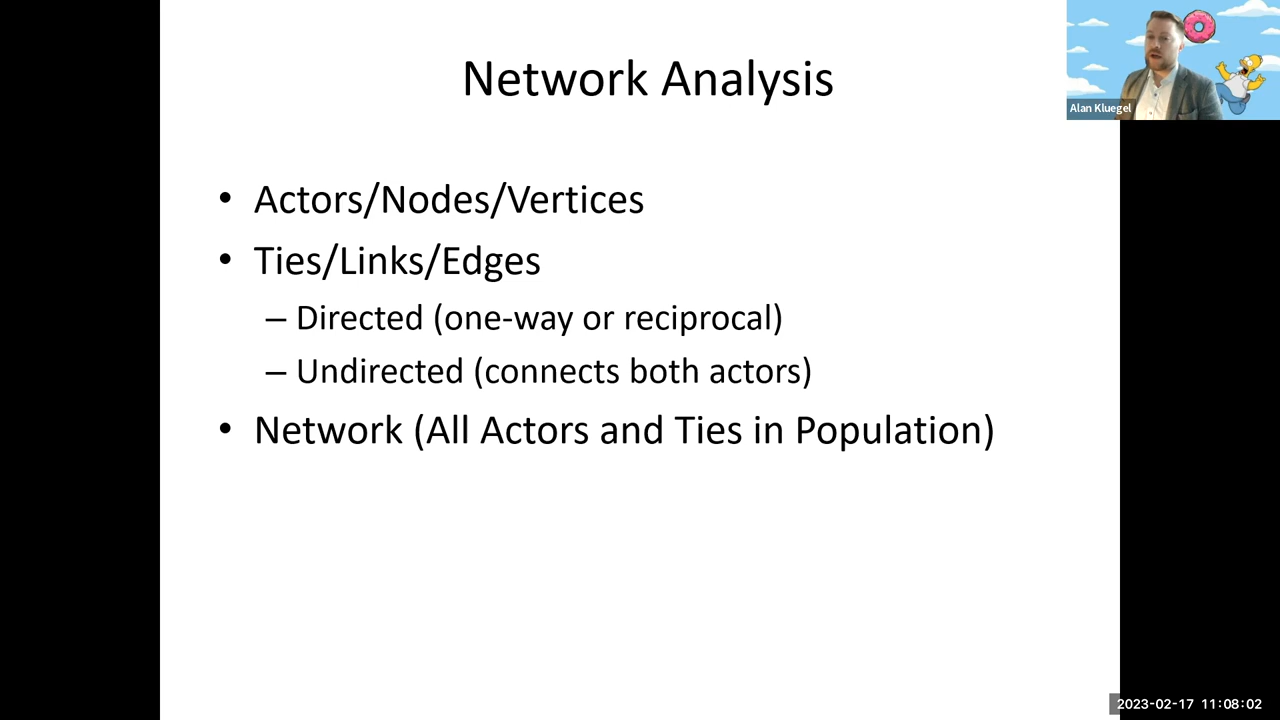 Network Analysis
Alan Kluegel
• Actors/Nodes/Vertices
• Ties/Links/Edges
– Directed (one-way or reciprocal)
– Undirected (connects both actors)
• Network (All Actors and Ties in Population)
2023-02-17 11:08:02